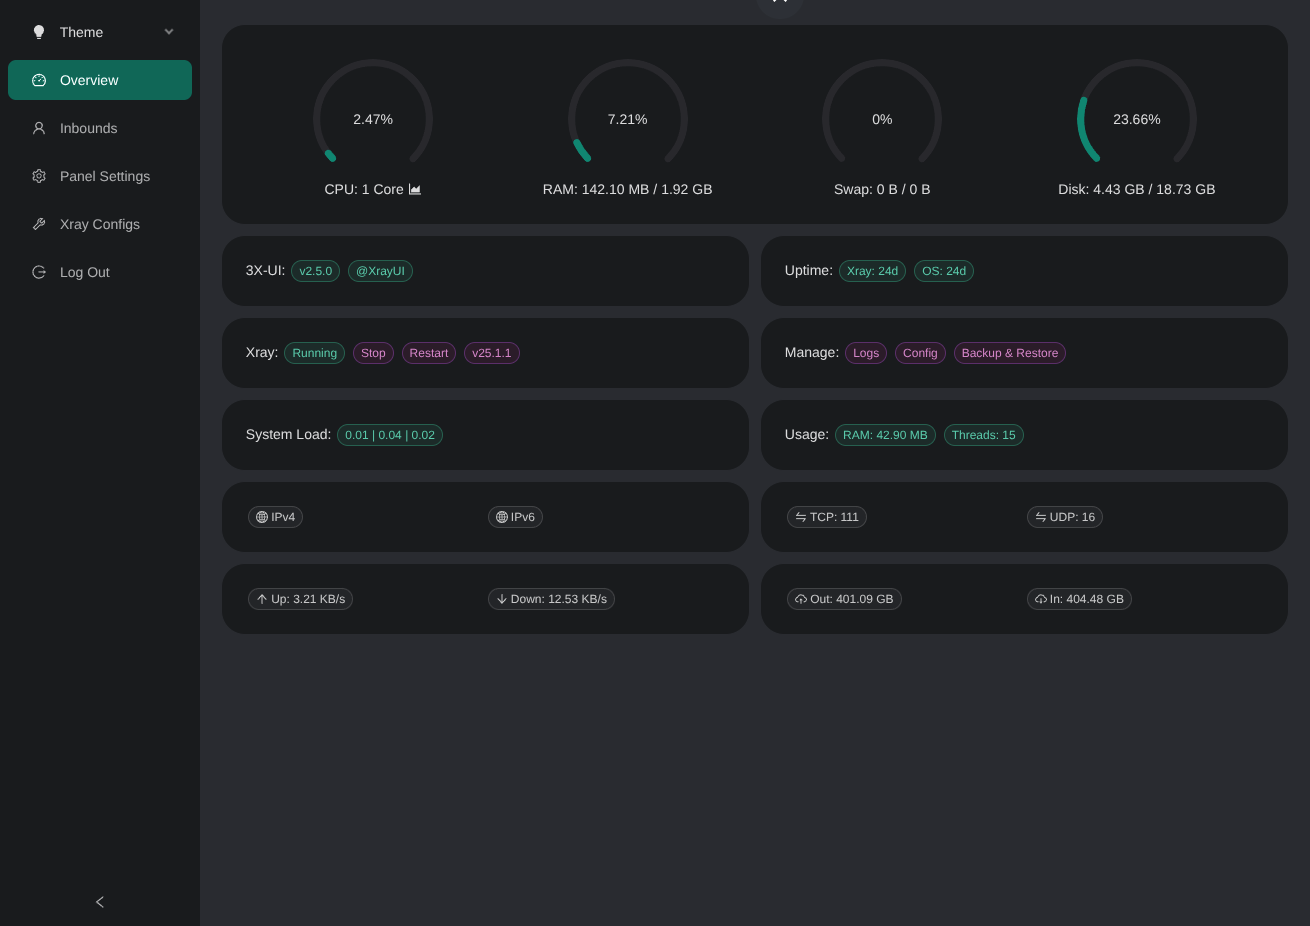 Theme
Overview
Inbounds
Panel Settings
Xray Configs
Log Out
2.47% 7.21% 0% 23.66%
CPU: 1 Core RAM: 142.10 MB / 1.92 GB Swap: 0 B / 0 B Disk: 4.43 GB / 18.73 GB
3X-UI: v2.5.0 @XrayUI
Uptime: Xray: 24d OS: 24d
Xray: Running Stop Restart v25.1.1
Manage: Logs Config Backup & Restore
System Load: 0.01 | 0.04 | 0.02
Usage: RAM: 42.90 MB Threads: 15
IPv4 IPv6
TCP: 111 UDP: 16
Up: 3.21 KB/s Down: 12.53 KB/s
Out: 401.09 GB In: 404.48 GB